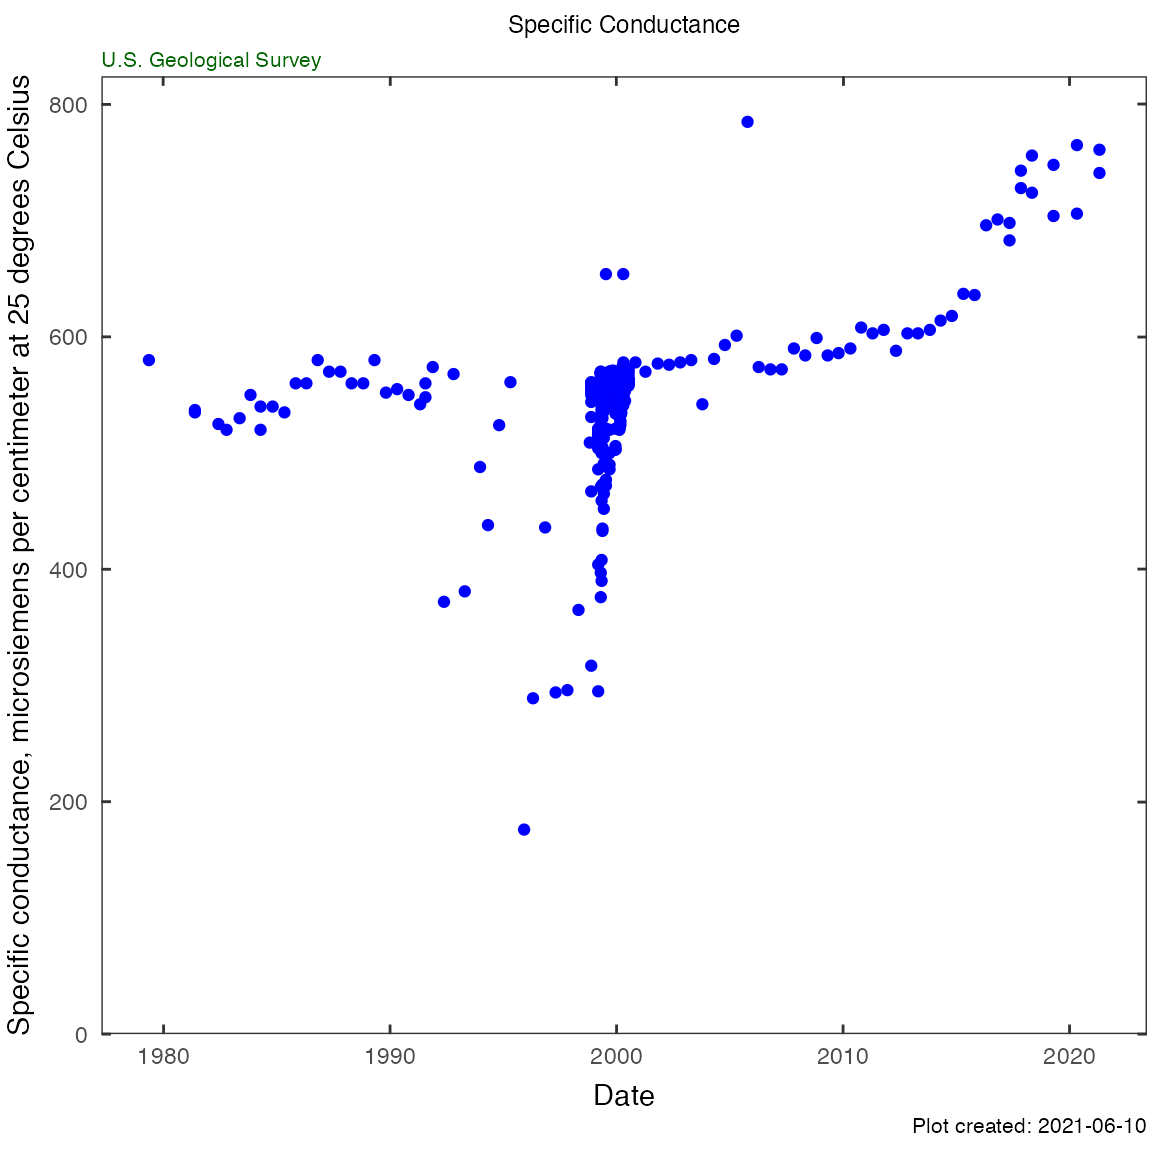 Specific Conductance
U.S. Geological Survey
Specific conductance, microsiemens per centimeter at 25 degrees Celsius
800
600
400
200
0
1980 1990 2000 2010 2020
Date
Plot created: 2021-06-10